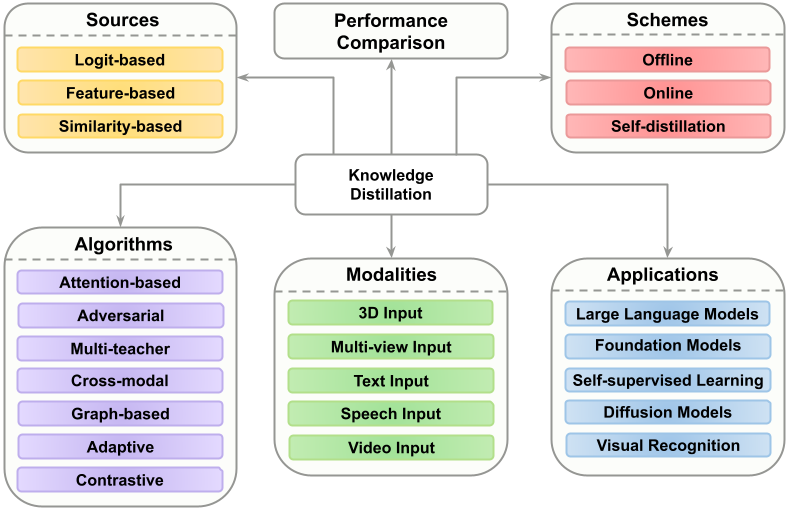 Sources
Logit-based
Feature-based
Similarity-based
Performance
Comparison
Schemes
Offline
Online
Self-distillation
Knowledge
Distillation
Algorithms
Attention-based
Adversarial
Multi-teacher
Cross-modal
Graph-based
Adaptive
Contrastive
Modalities
3D Input
Multi-view Input
Text Input
Speech Input
Video Input
Applications
Large Language Models
Foundation Models
Self-supervised Learning
Diffusion Models
Visual Recognition